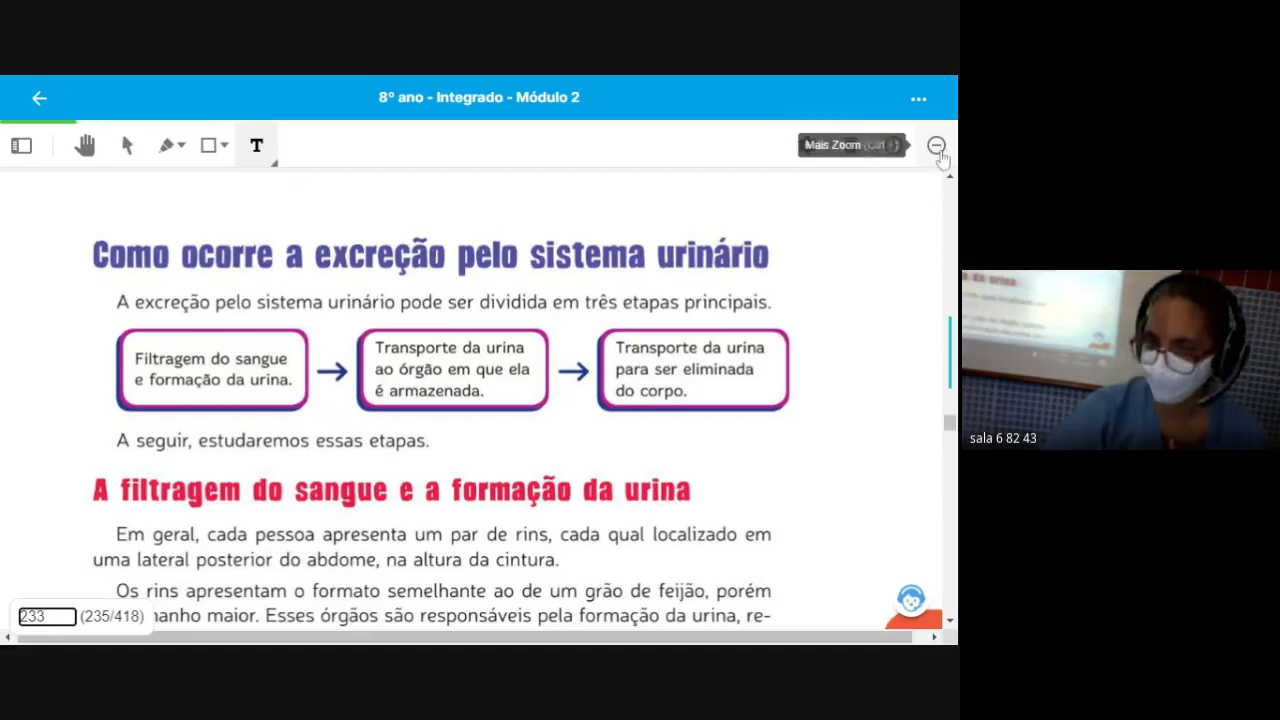 8º ano - Integrado - Módulo 2
T
Mais Zoom
Como ocorre a excreção pelo sistema urinário
A excreção pelo sistema urinário pode ser dividida em três etapas principais.
Filtragem do sangue
e formação da urina.
Transporte da urina
ao órgão em que ela
é armazenada.
Transporte da urina
para ser eliminada
do corpo.
A seguir, estudaremos essas etapas.
A filtragem do sangue e a formação da urina
Em geral, cada pessoa apresenta um par de rins, cada qual localizado em
uma lateral posterior do abdome, na altura da cintura.
Os rins apresentam o formato semelhante ao de um grão de feijão, porém
manho maior. Esses órgãos são responsáveis pela formação da urina, re-
233 (235/418)
sala 6 82 43